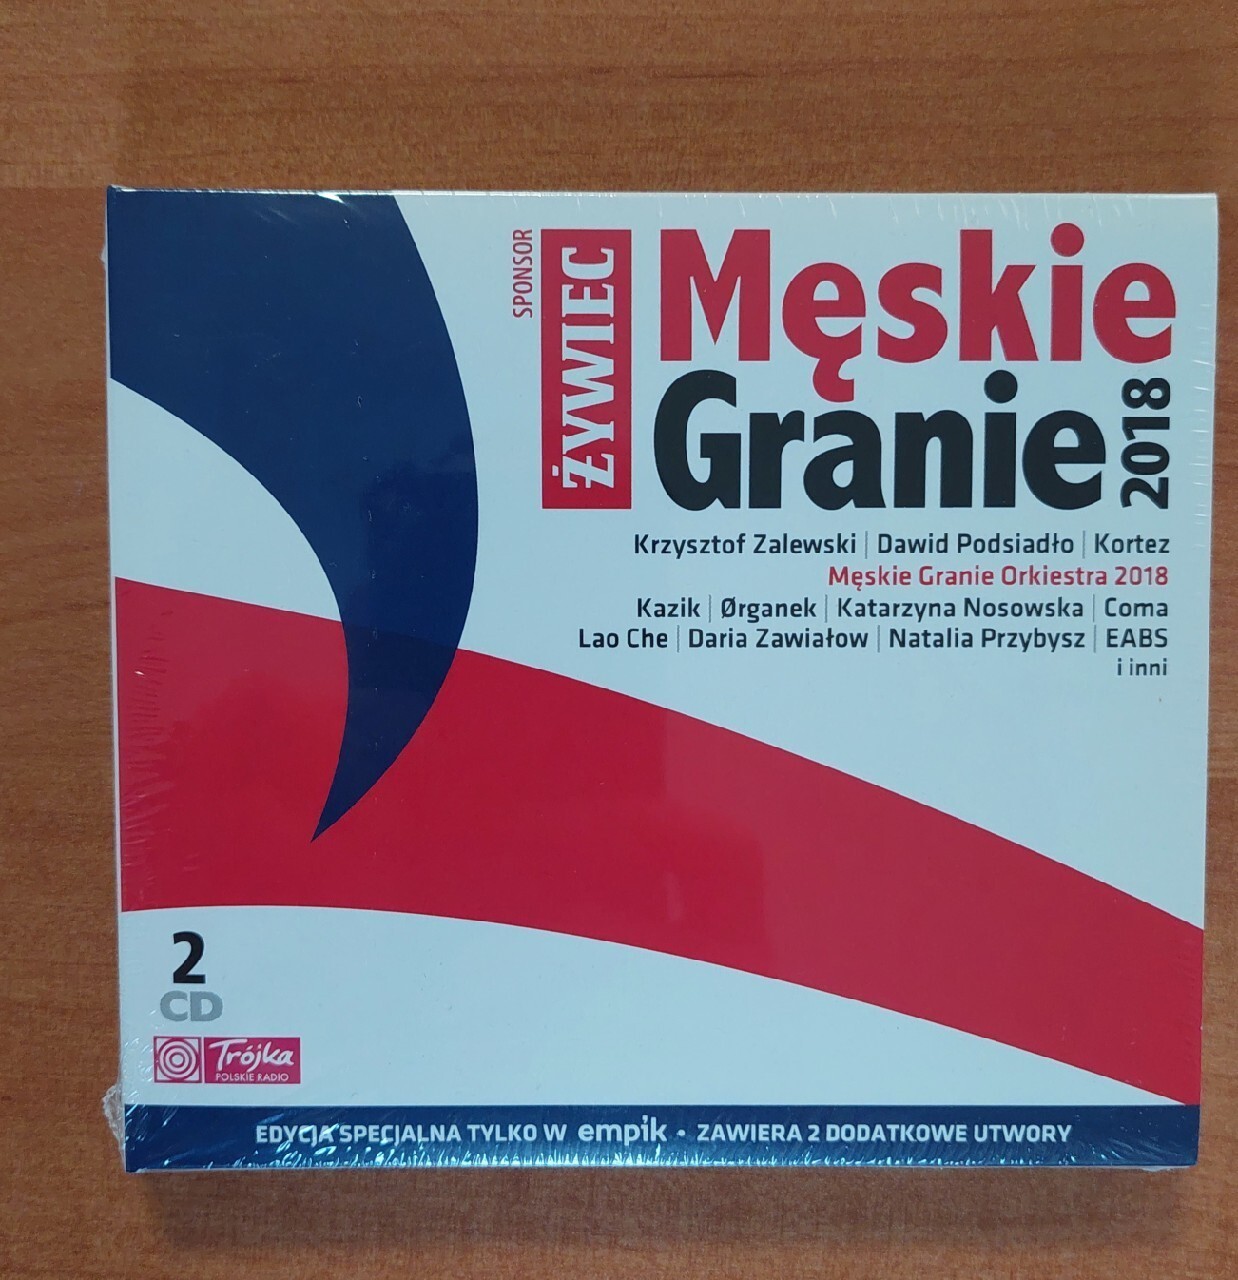 SPONSOR
ŻYWIEC
Męskie
Granie
2018
Krzysztof Zalewski | Dawid Podsiadło | Kortez
Męskie Granie Orkiestra 2018
Kazik | Ørganek | Katarzyna Nosowska | Coma
Lao Che | Daria Zawiałow | Natalia Przybysz | EABS
i inni
2
CD
Trójka
POLSKIE RADIO
EDYCJA SPECJALNA TYLKO W empik • ZAWIERA 2 DODATKOWE UTWORY